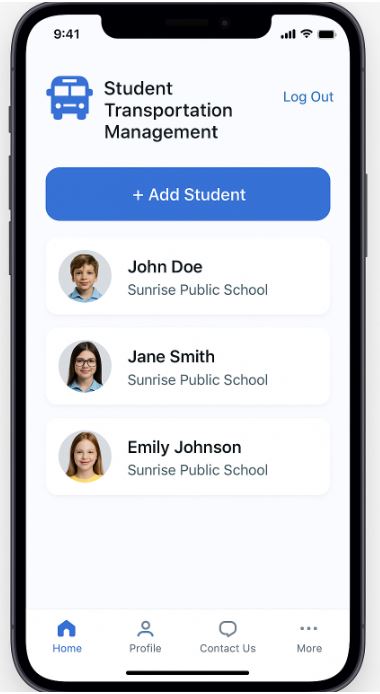 9:41
Student
Transportation
Management
Log Out
+ Add Student
John Doe
Sunrise Public School
Jane Smith
Sunrise Public School
Emily Johnson
Sunrise Public School
Home
Profile
Contact Us
More